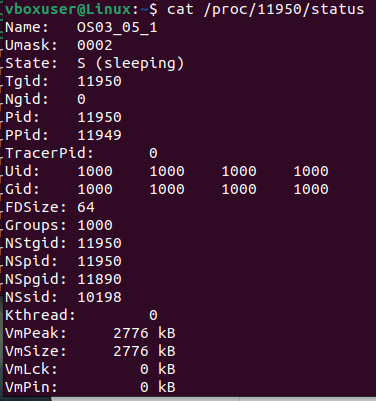 vboxuser@Linux:~$ cat /proc/11950/status
Name:   OS03_05_1
Umask:  0002
State:  S (sleeping)
Tgid:   11950
Ngid:   0
Pid:    11950
PPid:   11949
TracerPid:      0
Uid:    1000    1000    1000    1000
Gid:    1000    1000    1000    1000
FDSize: 64
Groups: 1000
NStgid: 11950
NSpid:  11950
NSpgid: 11890
NSsid:  10198
Kthread:        0
VmPeak:     2776 kB
VmSize:     2776 kB
VmLck:         0 kB
VmPin:         0 kB